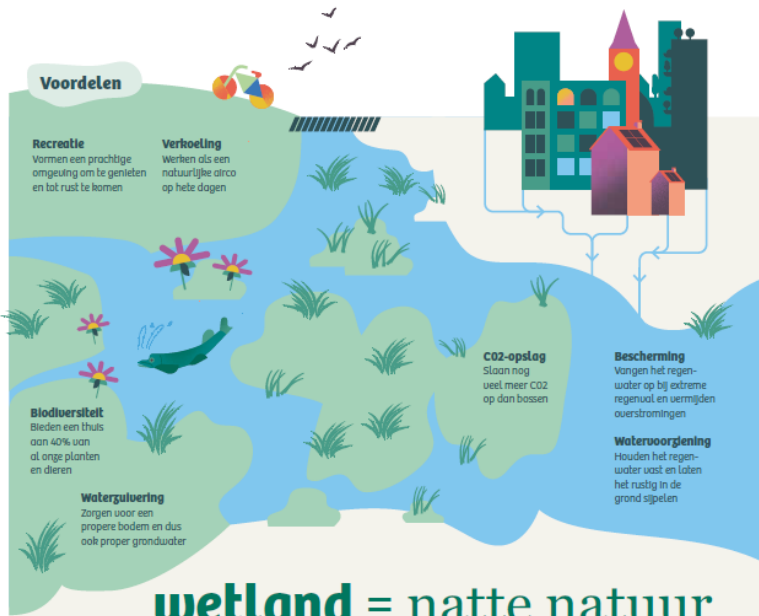 Voordelen
Recreatie
Vormen een prachtige
omgeving om te genieten
en tot rust te komen
Verkoeling
Werken als een
natuurlijke airco
op hete dagen
CO2-opslag
Slaan nog
veel meer CO2
op dan bossen
Bescherming
Vangen het regen-
water op bij extreme
regenval en vermijden
overstromingen
Biodiversiteit
Bieden een thuis
aan 40% van
al onze planten
en dieren
Watervoorziening
Houden het regen-
water vast en laten
het rustig in de
grond sijpelen
Waterzuivering
Zorgen voor een
propere bodem en dus
ook proper grondwater
wetland = natte natuur